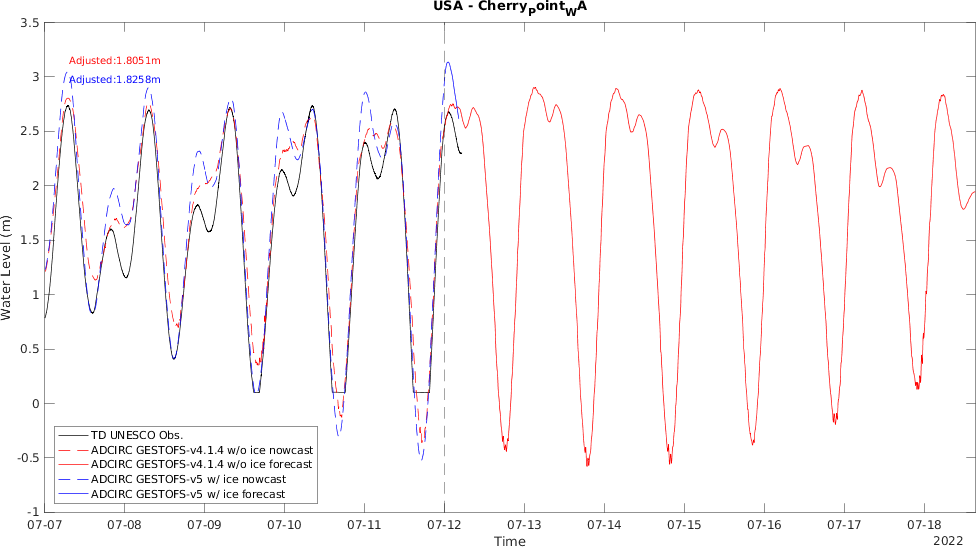 USA - Cherry_Point_WA
3.5
3
2.5
2
1.5
1
0.5
0
-0.5
-1
Water Level (m)
Adjusted:1.8051m
Adjusted:1.8258m
TD UNESCO Obs.
ADCIRC GESTOFS-v4.1.4 w/o ice nowcast
ADCIRC GESTOFS-v4.1.4 w/o ice forecast
ADCIRC GESTOFS-v5 w/ ice nowcast
ADCIRC GESTOFS-v5 w/ ice forecast
07-07 07-08 07-09 07-10 07-11 07-12 07-13 07-14 07-15 07-16 07-17 07-18
Time
2022